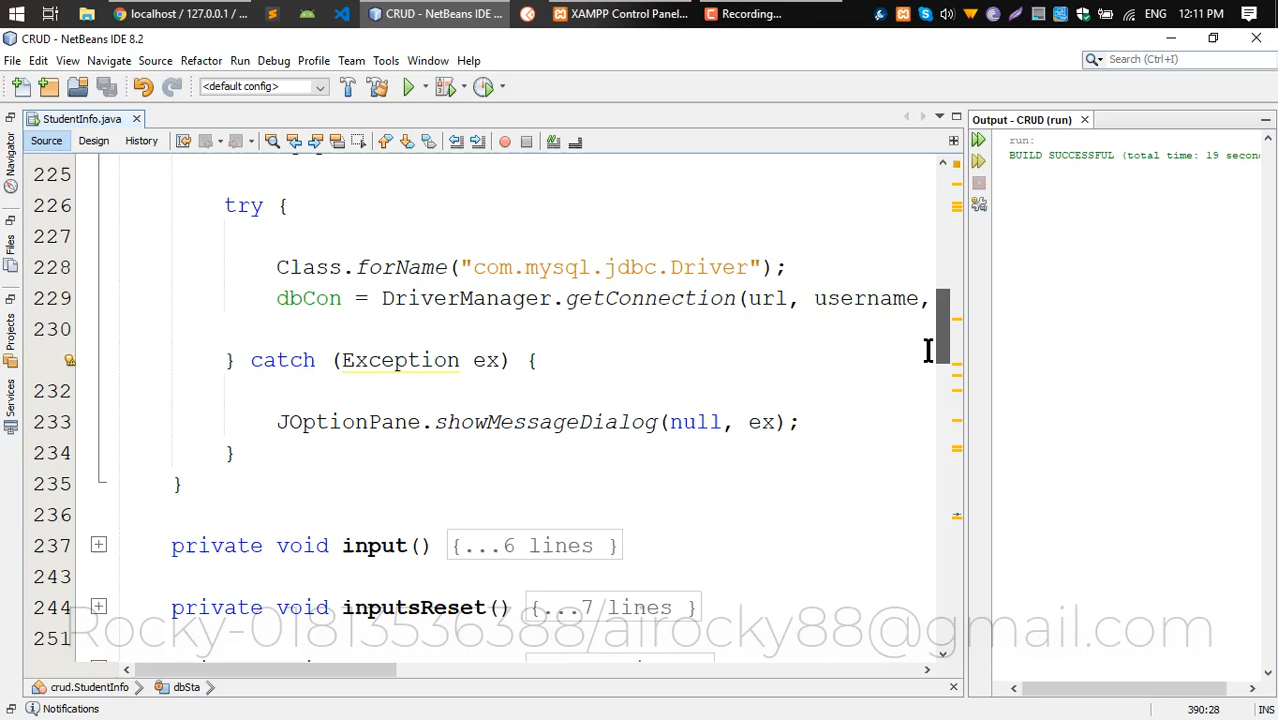 localhost / 127.0.0.1 / ...
CRUD - NetBeans IDE ...
XAMPP Control Panel...
Recording...
ENG
12:11 PM
CRUD - NetBeans IDE 8.2
File Edit View Navigate Source Refactor Run Debug Profile Team Tools Window Help
Search (Ctrl+I)
<default config>
StudentInfo.java
Output - CRUD (run)
Source Design History
run:
BUILD SUCCESSFUL (total time: 19 secon
Navigator
Files
Projects
Services
225
226 try {
227
228 Class.forName("com.mysql.jdbc.Driver");
229 dbCon = DriverManager.getConnection(url, username,
230
} catch (Exception ex) {
232
233 JOptionPane.showMessageDialog(null, ex);
234 }
235 }
236
237 private void input() {...6 lines }
243
244 private void inputsReset() {...7 lines }
251
Rocky-01813536388/airocky88@gmail.com
crud.StudentInfo
dbSta
Notifications
390:28
INS